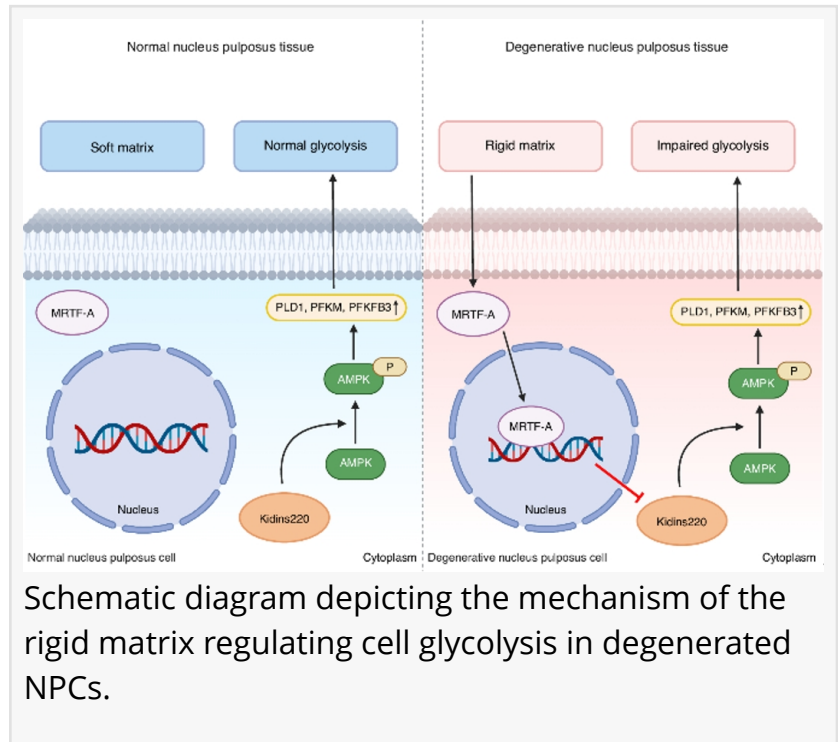 Normal nucleus pulposus tissue
Degenerative nucleus pulposus tissue
Soft matrix
Normal glycolysis
Rigid matrix
Impaired glycolysis
MRTF-A
PLD1, PFKM, PFKFB3↑
P
AMPK
AMPK
Kidins220
Nucleus
Normal nucleus pulposus cell
Cytoplasm
MRTF-A
PLD1, PFKM, PFKFB3↑
P
AMPK
MRTF-A
AMPK
Kidins220
Nucleus
Degenerative nucleus pulposus cell
Cytoplasm
Schematic diagram depicting the mechanism of the
rigid matrix regulating cell glycolysis in degenerated
NPCs.